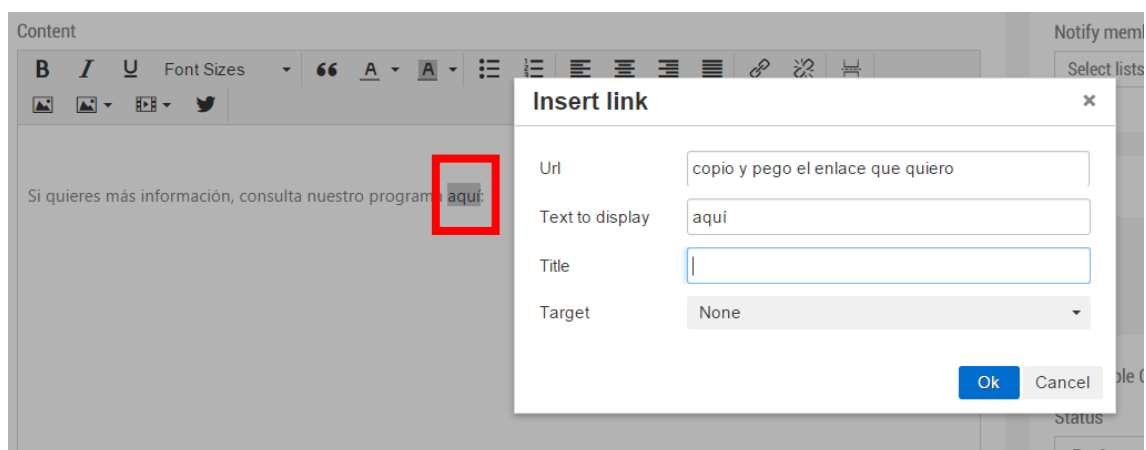 Content
Notify memb
B I U Font Sizes A A
Select lists
Insert link
×
Url
copio y pego el enlace que quiero
Si quieres más información, consulta nuestro programa aquí:
Text to display
aquí
Title
Target
None
Ok
Cancel
ble
Status